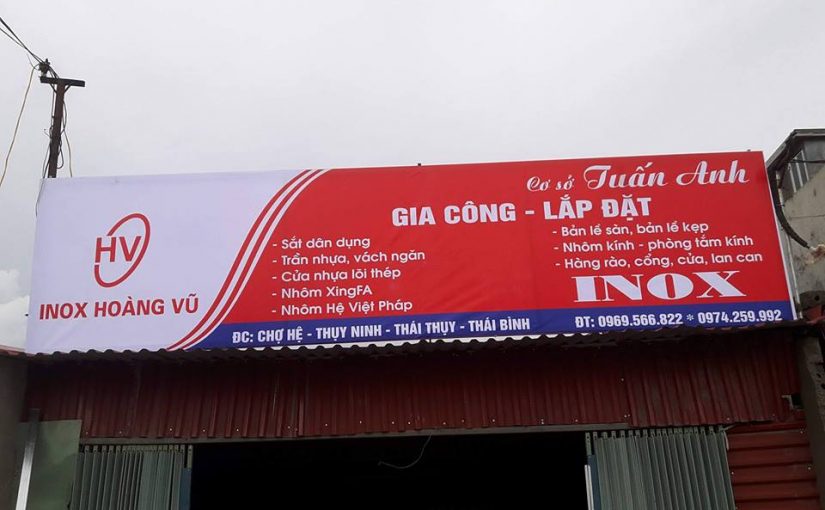 HV
INOX HOÀNG VŨ
Cơ sở Tuấn Anh
GIA CÔNG - LẮP ĐẶT
- Sắt dân dụng
- Trần nhựa, vách ngăn
- Cửa nhựa lõi thép
- Nhôm XingFA
- Nhôm Hệ Việt Pháp
- Bản lề sàn, bản lề kẹp
- Nhôm kính - phòng tắm kính
- Hàng rào, cổng, cửa, lan can
INOX
ĐC: CHỢ HỆ - THỤY NINH - THÁI THỤY - THÁI BÌNH
ĐT: 0969.566.822 * 0974.259.992